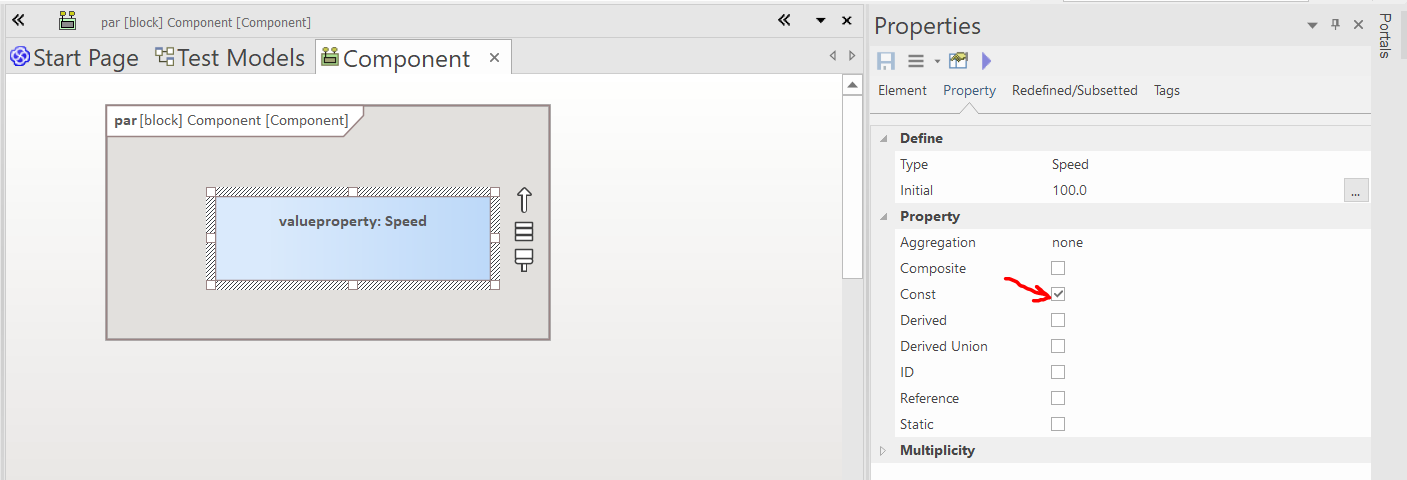 par [block] Component [Component]
Start Page
Test Models
Component
par [block] Component [Component]
valueproperty: Speed
Properties
Element
Property
Redefined/Subsetted
Tags
Define
Type
Speed
Initial
100.0
...
Property
Aggregation
none
Composite
Const
Derived
Derived Union
ID
Reference
Static
Multiplicity
Portals